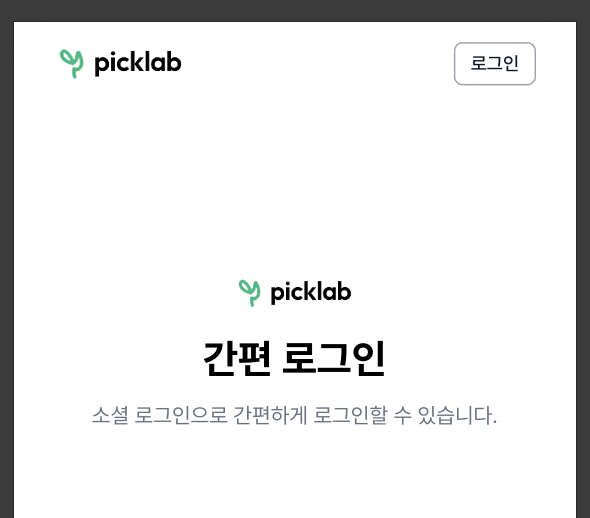 picklab
로그인
picklab
간편 로그인
소셜 로그인으로 간편하게 로그인할 수 있습니다.